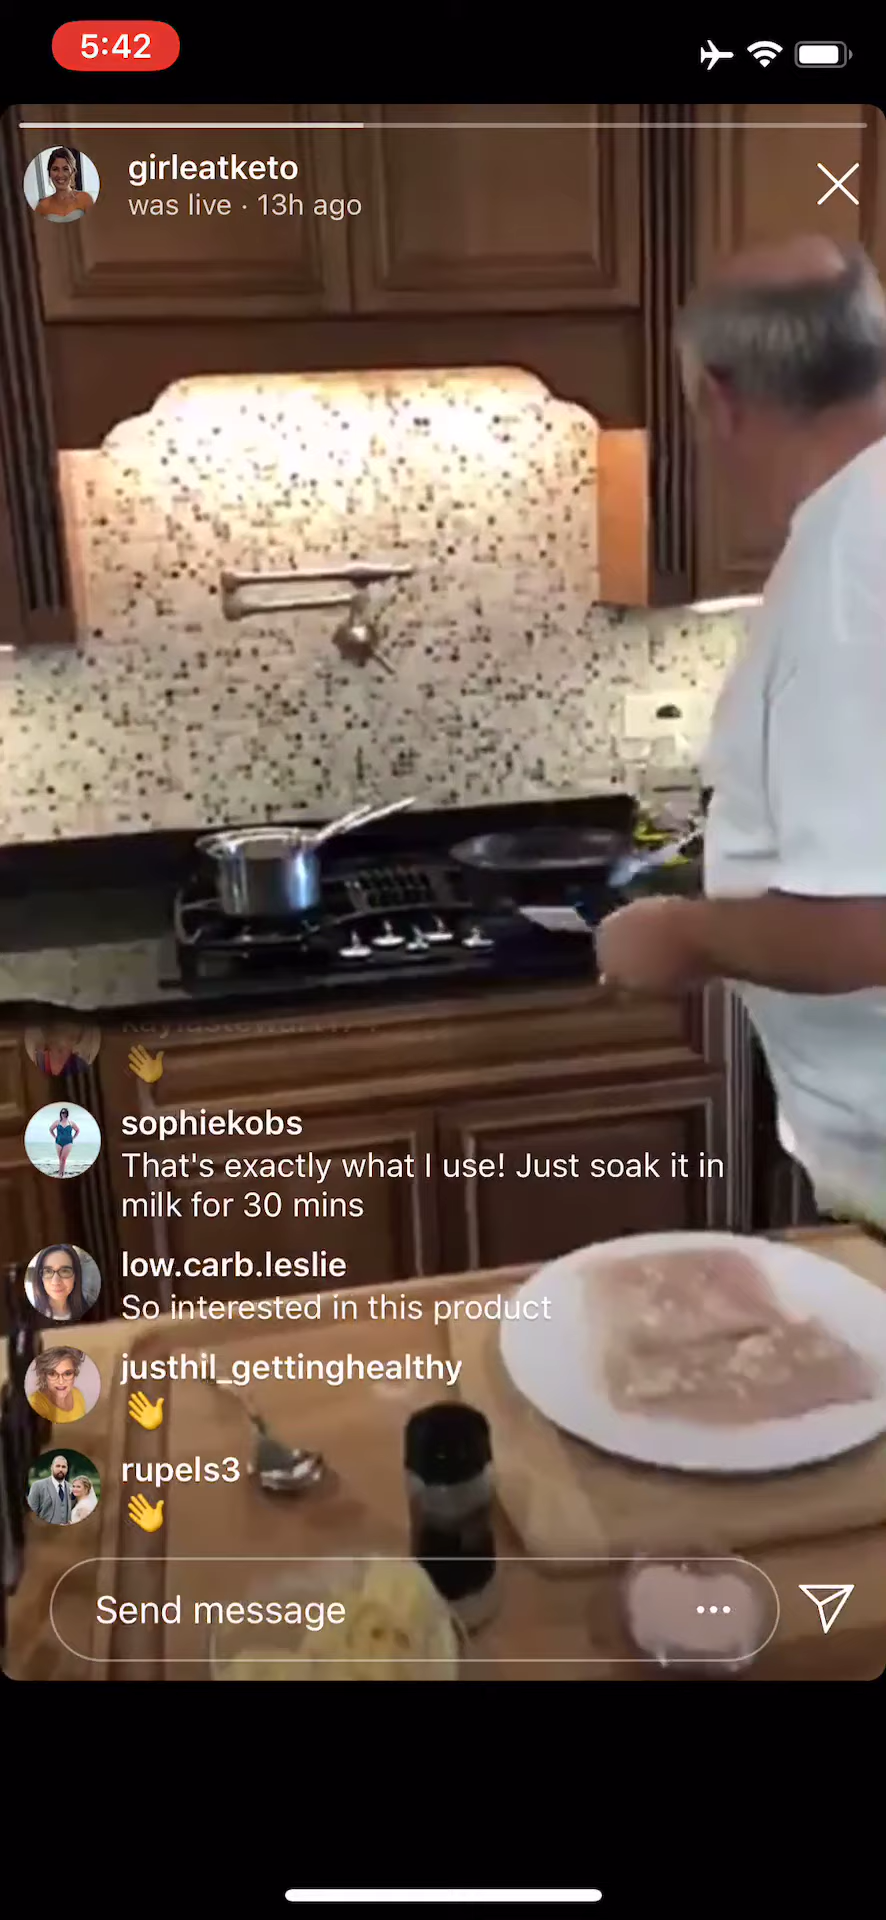 5:42
girleatketo
was live · 13h ago
sophiekobs
That's exactly what I use! Just soak it in
milk for 30 mins
low.carb.leslie
So interested in this product
justhil_gettinghealthy
👋
rupels3
👋
Send message